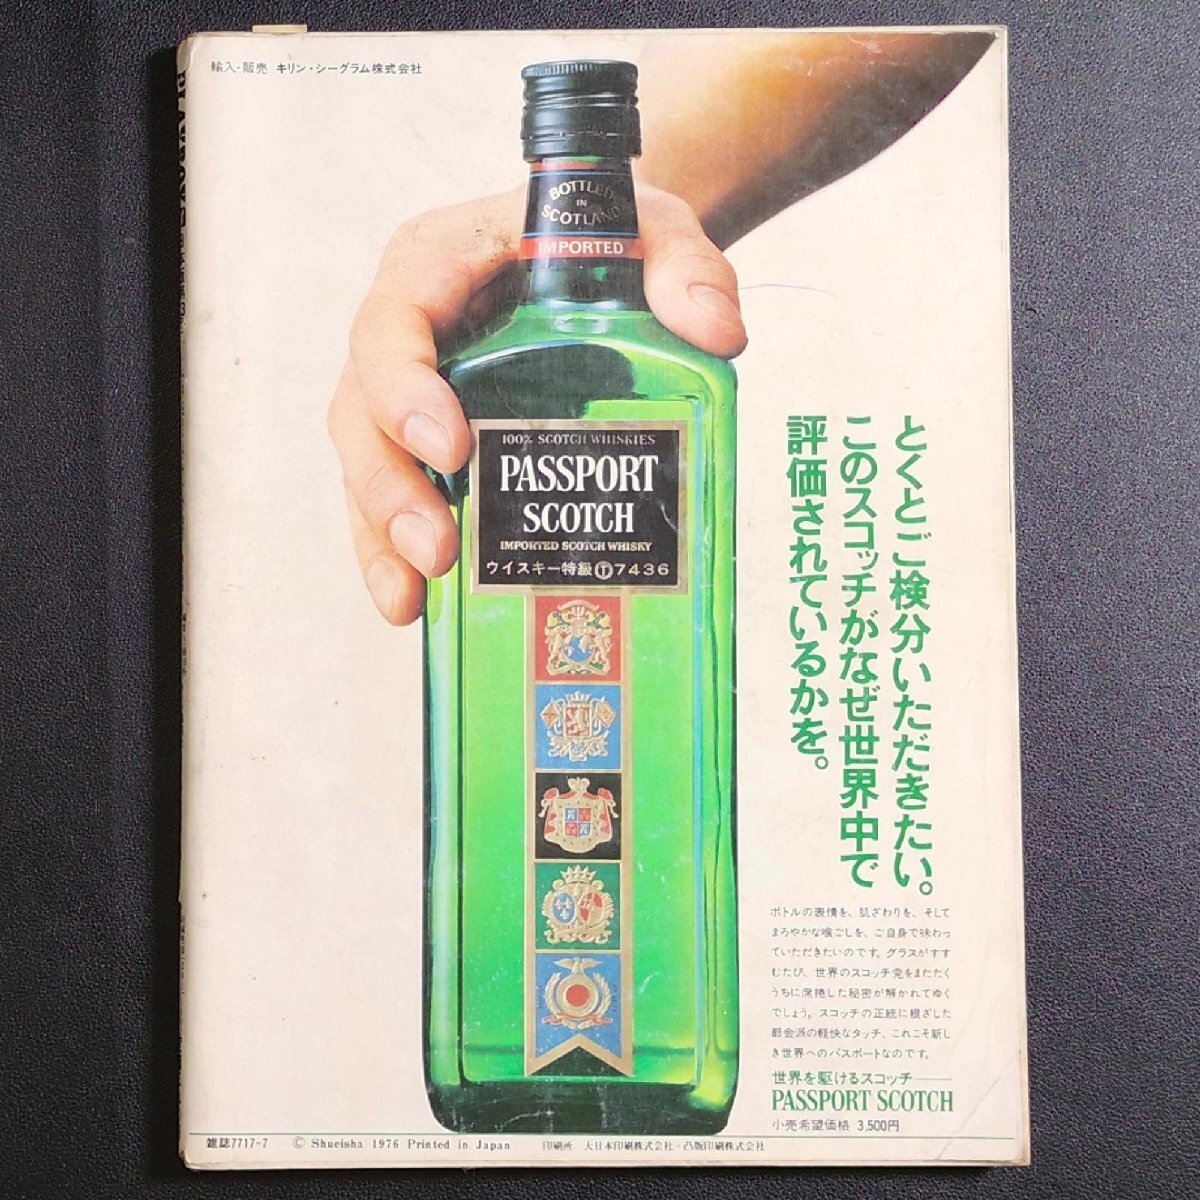 輸入・販売 キリン・シーグラム株式会社
BOTTLED
IN
SCOTLAND
IMPORTED
100% SCOTCH WHISKIES
PASSPORT
SCOTCH
IMPORTED SCOTCH WHISKY
ウイスキー特級Ⓣ7436
とくとご検分いただきたい。
このスコッチがなぜ世界中で
評価されているかを。
ボトルの表情を、肌ざわりを、そして
まろやかな喉ごしを、ご自身で味わっ
ていただきたいのです。グラスがすす
むたび、世界のスコッチ党をまたたく
うちに席捲した秘密が解かれてゆく
でしょう。スコッチの正統に根ざした
都会派の軽快なタッチ、これこそ新し
き世界へのパスポートなのです。
世界を駆けるスコッチ——
PASSPORT SCOTCH
小売希望価格 3,500円
雑誌7717-7 © Shueisha 1976 Printed in Japan 印刷所 大日本印刷株式会社・凸版印刷株式会社